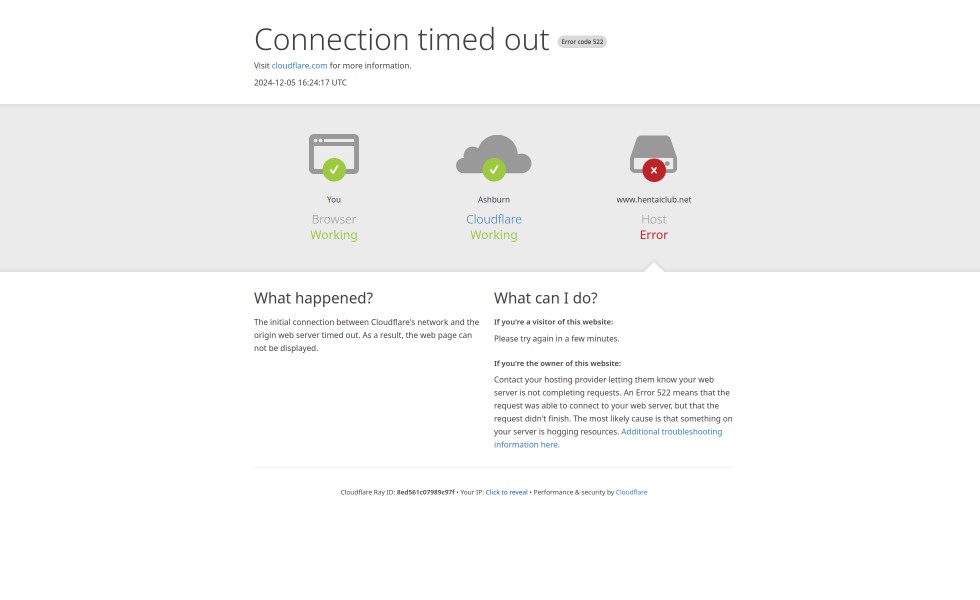 Connection timed out Error code 522
Visit cloudflare.com for more information.
2024-12-05 16:24:17 UTC
You
Browser
Working
Ashburn
Cloudflare
Working
www.hentaiclub.net
Host
Error
What happened?
The initial connection between Cloudflare's network and the
origin web server timed out. As a result, the web page can
not be displayed.
What can I do?
If you're a visitor of this website:
Please try again in a few minutes.
If you're the owner of this website:
Contact your hosting provider letting them know your web
server is not completing requests. An Error 522 means that the
request was able to connect to your web server, but that the
request didn't finish. The most likely cause is that something on
your server is hogging resources. Additional troubleshooting
information here.
Cloudflare Ray ID: 8ed561c07989c97f • Your IP: Click to reveal • Performance & security by Cloudflare